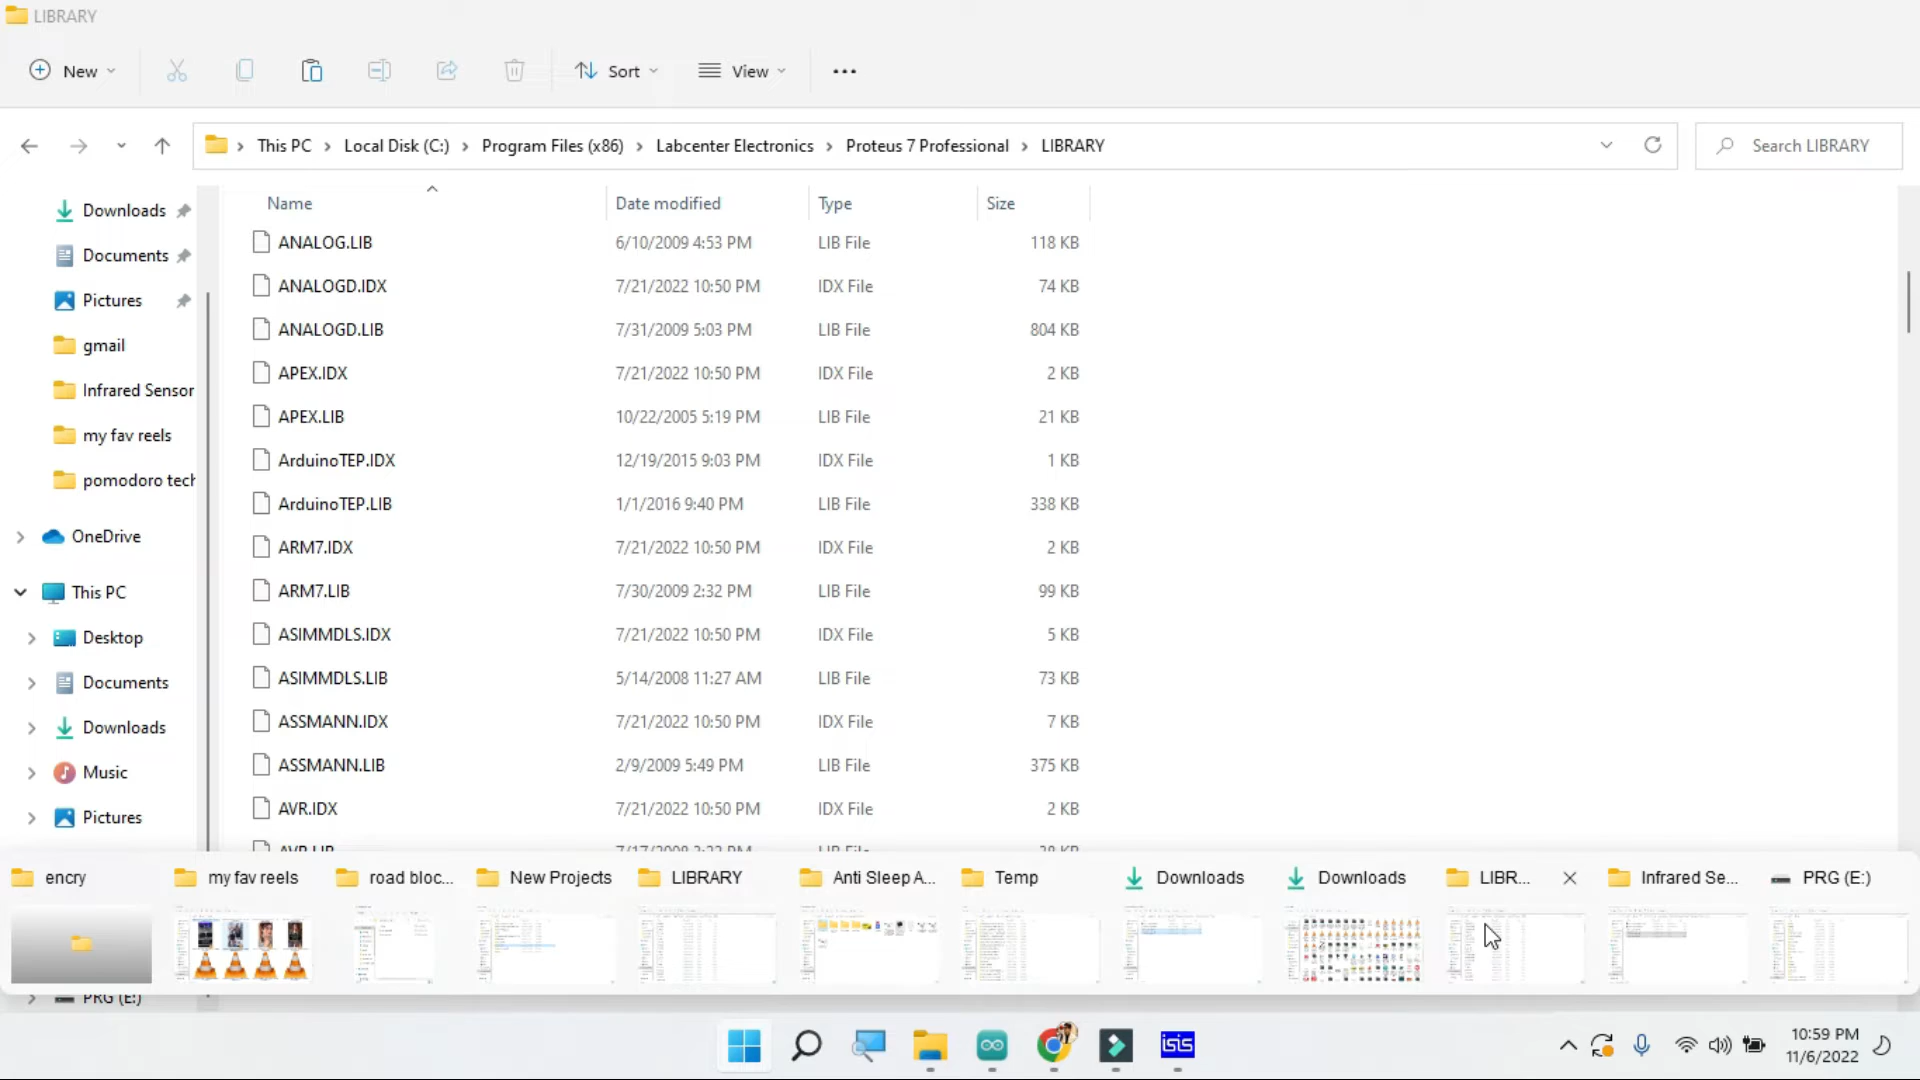 LIBRARY
New
Sort
View
This PC
Local Disk (C:)
Program Files (x86)
Labcenter Electronics
Proteus 7 Professional
LIBRARY
Search LIBRARY
Downloads
Documents
Pictures
gmail
Infrared Sensor
my fav reels
pomodoro tech
OneDrive
This PC
Desktop
Documents
Downloads
Music
Pictures
PRG (E:)
Name Date modified Type Size
ANALOG.LIB 6/10/2009 4:53 PM LIB File 118 KB
ANALOGD.IDX 7/21/2022 10:50 PM IDX File 74 KB
ANALOGD.LIB 7/31/2009 5:03 PM LIB File 804 KB
APEX.IDX 7/21/2022 10:50 PM IDX File 2 KB
APEX.LIB 10/22/2005 5:19 PM LIB File 21 KB
ArduinoTEP.IDX 12/19/2015 9:03 PM IDX File 1 KB
ArduinoTEP.LIB 1/1/2016 9:40 PM LIB File 338 KB
ARM7.IDX 7/21/2022 10:50 PM IDX File 2 KB
ARM7.LIB 7/30/2009 2:32 PM LIB File 99 KB
ASIMMDLS.IDX 7/21/2022 10:50 PM IDX File 5 KB
ASIMMDLS.LIB 5/14/2008 11:27 AM LIB File 73 KB
ASSMANN.IDX 7/21/2022 10:50 PM IDX File 7 KB
ASSMANN.LIB 2/9/2009 5:49 PM LIB File 375 KB
AVR.IDX 7/21/2022 10:50 PM IDX File 2 KB
encry
my fav reels
road bloc...
New Projects
LIBRARY
Anti Sleep A...
Temp
Downloads
Downloads
LIBR...
Infrared Se...
PRG (E:)
isis
10:59 PM
11/6/2022